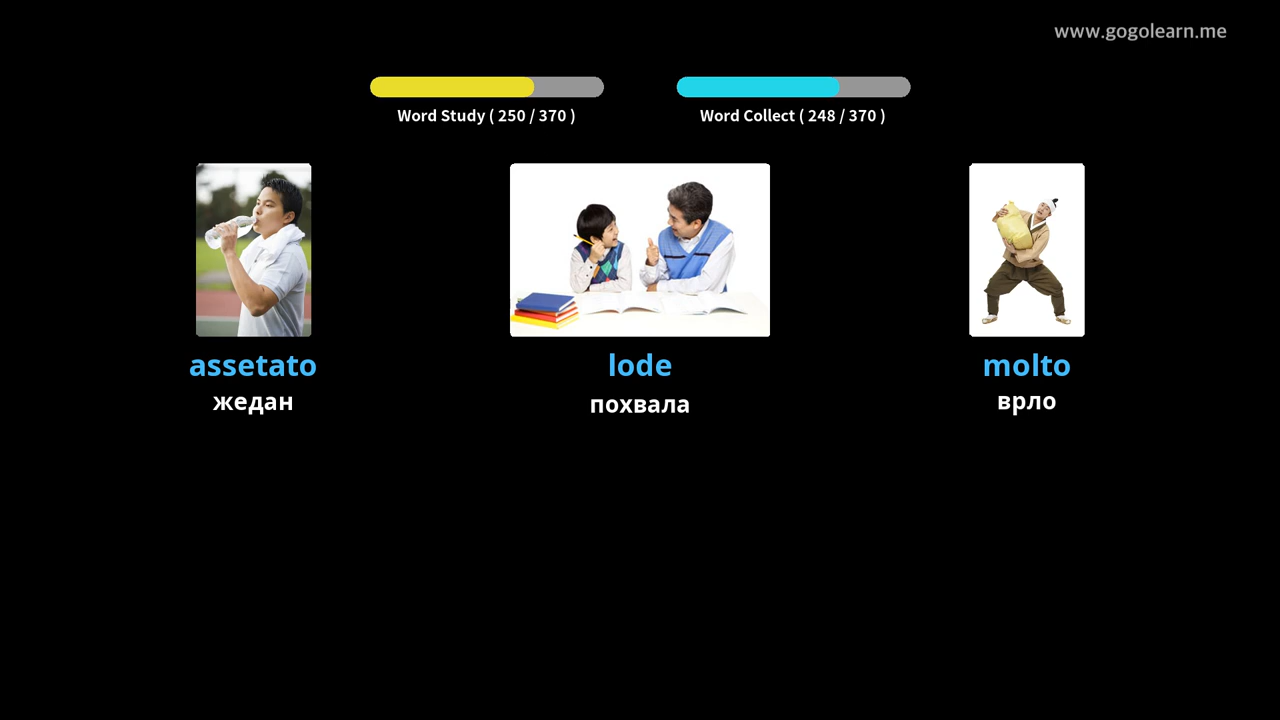 www.gogolearn.me
Word Study ( 250 / 370 )
Word Collect ( 248 / 370 )
assetato
lode
molto
жедан
похвала
врло